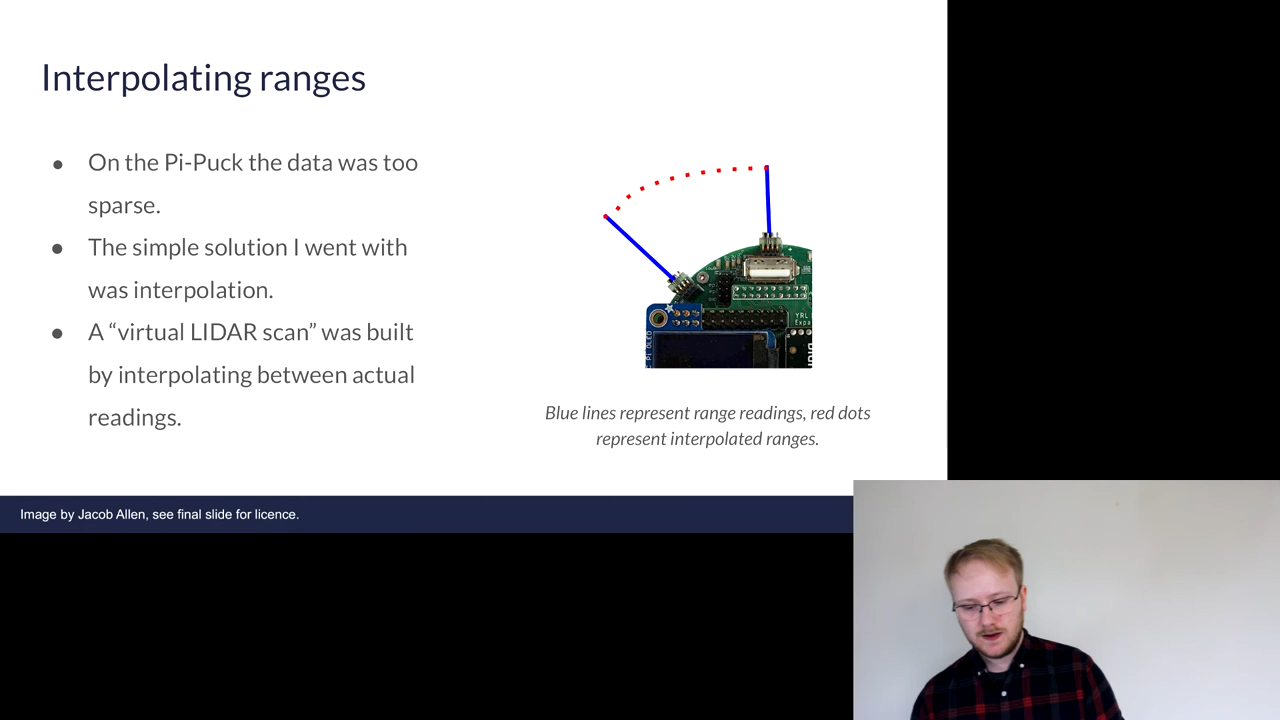 Interpolating ranges
● On the Pi-Puck the data was too
sparse.
● The simple solution I went with
was interpolation.
● A “virtual LIDAR scan” was built
by interpolating between actual
readings.
YRL
Expa
Blue lines represent range readings, red dots
represent interpolated ranges.
Image by Jacob Allen, see final slide for licence.